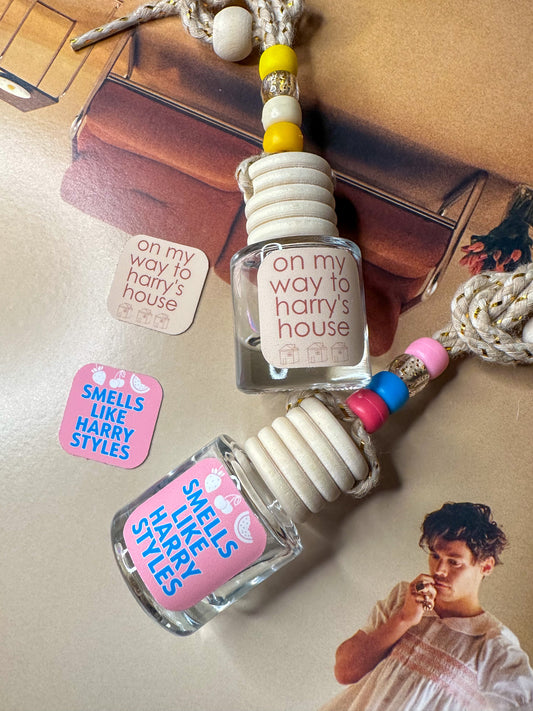 on my
way to
harry's
house
on my
way to
harry's
house
SMELLS
LIKE
HARRY
STYLES
SMELLS
LIKE
HARRY
STYLES